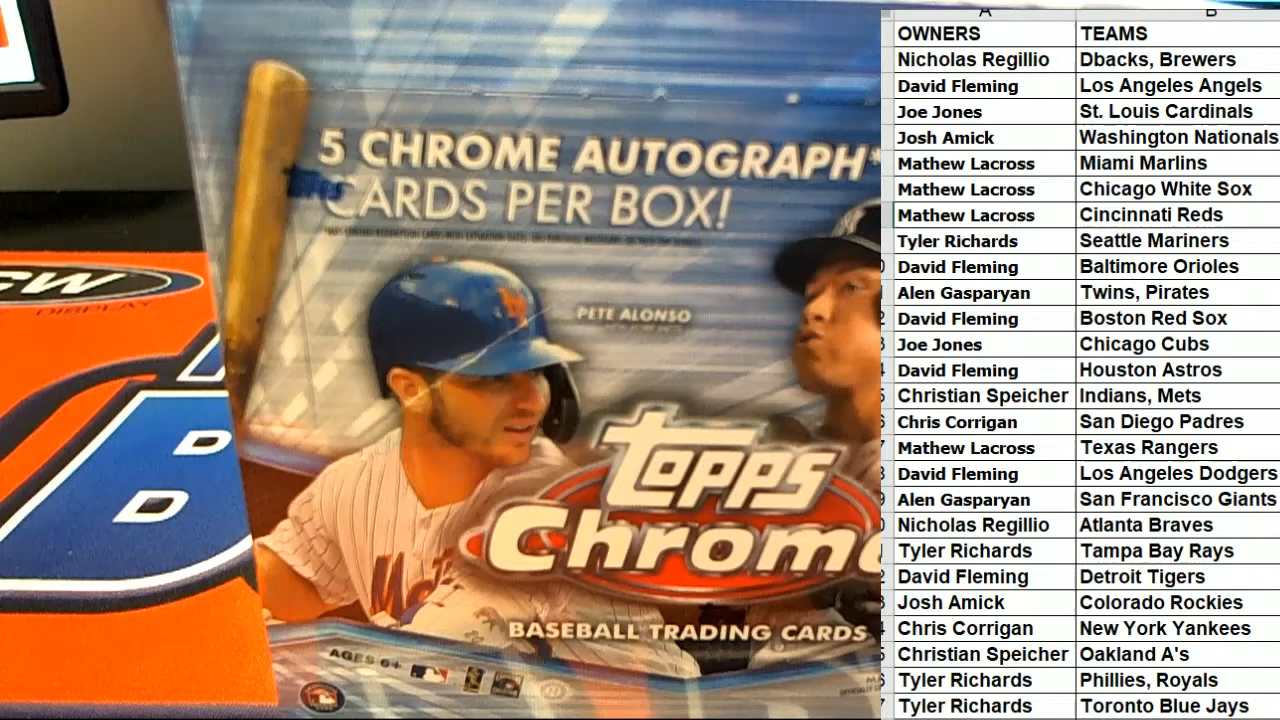 5 CHROME AUTOGRAPH*
CARDS PER BOX!
PETE ALONSO
NEW YORK METS
topps
Chrome
BASEBALL TRADING CARDS
AGES 6+
CW
DISPLAY
D
D
A B
OWNERS TEAMS
Nicholas Regillio Dbacks, Brewers
David Fleming Los Angeles Angels
Joe Jones St. Louis Cardinals
Josh Amick Washington Nationals
Mathew Lacross Miami Marlins
Mathew Lacross Chicago White Sox
Mathew Lacross Cincinnati Reds
Tyler Richards Seattle Mariners
David Fleming Baltimore Orioles
Alen Gasparyan Twins, Pirates
David Fleming Boston Red Sox
Joe Jones Chicago Cubs
David Fleming Houston Astros
Christian Speicher Indians, Mets
Chris Corrigan San Diego Padres
Mathew Lacross Texas Rangers
David Fleming Los Angeles Dodgers
Alen Gasparyan San Francisco Giants
Nicholas Regillio Atlanta Braves
Tyler Richards Tampa Bay Rays
David Fleming Detroit Tigers
Josh Amick Colorado Rockies
Chris Corrigan New York Yankees
Christian Speicher Oakland A's
Tyler Richards Phillies, Royals
Tyler Richards Toronto Blue Jays